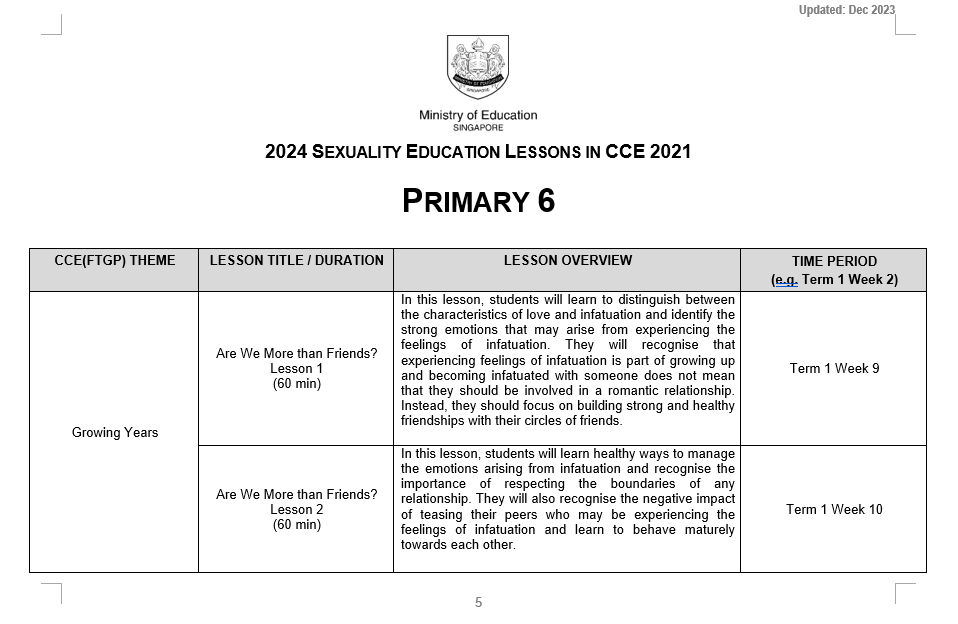 Updated: Dec 2023
Ministry of Education
SINGAPORE
2024 SEXUALITY EDUCATION LESSONS IN CCE 2021
PRIMARY 6
CCE(FTGP) THEME
LESSON TITLE / DURATION
LESSON OVERVIEW
TIME PERIOD
(e.g. Term 1 Week 2)
Growing Years
Are We More than Friends?
Lesson 1
(60 min)
In this lesson, students will learn to distinguish between
the characteristics of love and infatuation and identify the
strong emotions that may arise from experiencing the
feelings of infatuation. They will recognise that
experiencing feelings of infatuation is part of growing up
and becoming infatuated with someone does not mean
that they should be involved in a romantic relationship.
Instead, they should focus on building strong and healthy
friendships with their circles of friends.
Term 1 Week 9
Are We More than Friends?
Lesson 2
(60 min)
In this lesson, students will learn healthy ways to manage
the emotions arising from infatuation and recognise the
importance of respecting the boundaries of any
relationship. They will also recognise the negative impact
of teasing their peers who may be experiencing the
feelings of infatuation and learn to behave maturely
towards each other.
Term 1 Week 10
5